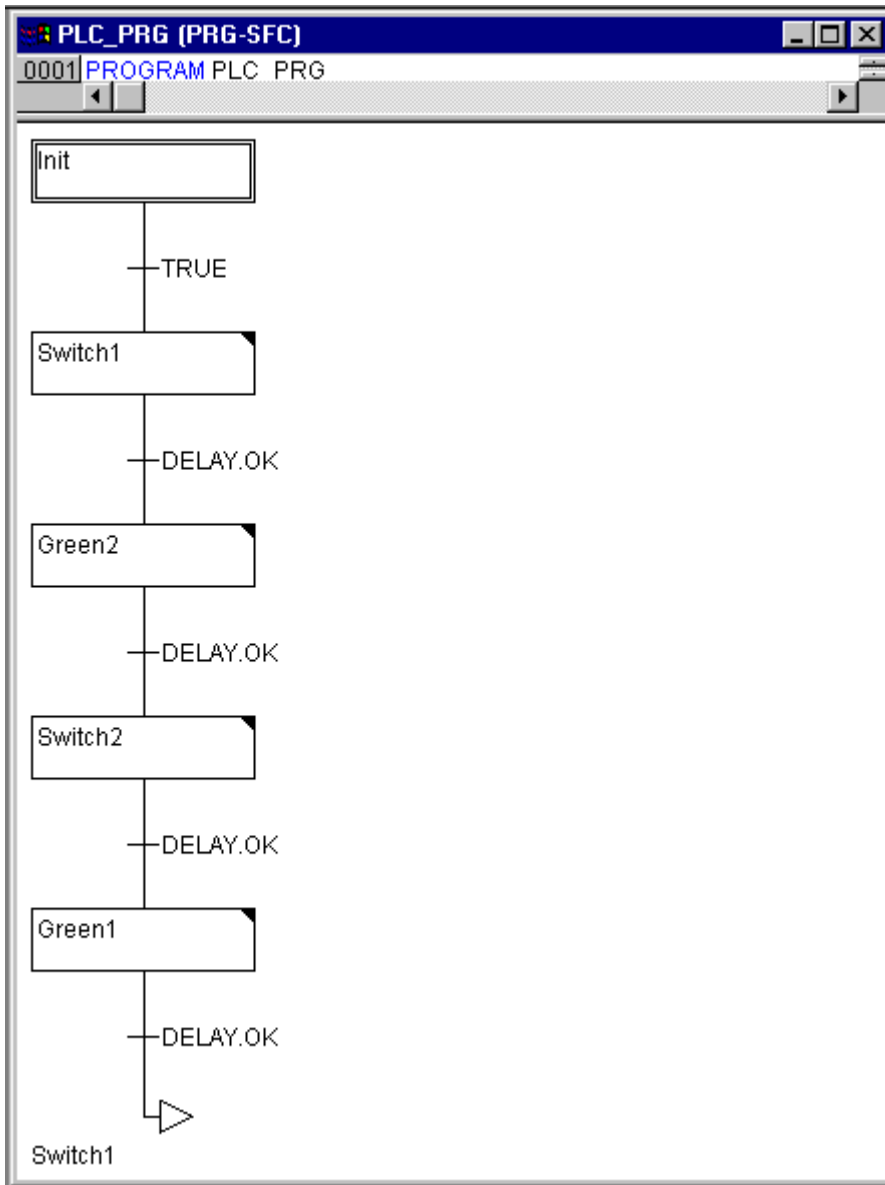 PLC_PRG (PRG-SFC)
0001 PROGRAM PLC_PRG
Init
TRUE
Switch1
DELAY.OK
Green2
DELAY.OK
Switch2
DELAY.OK
Green1
DELAY.OK
Switch1